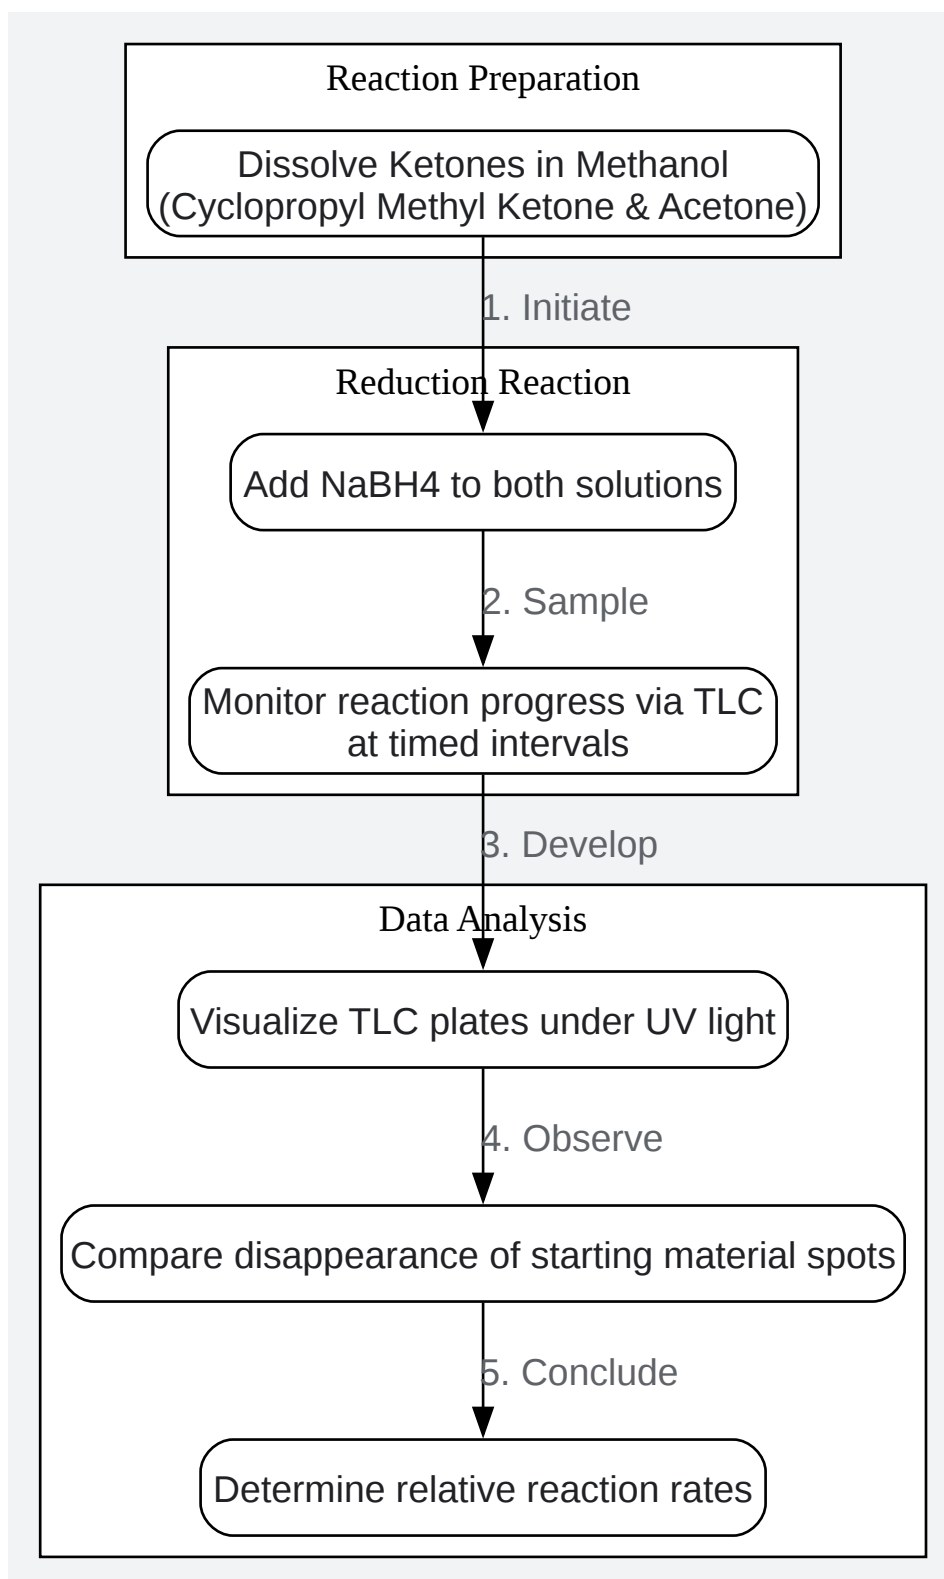 Reaction Preparation
Dissolve Ketones in Methanol
(Cyclopropyl Methyl Ketone & Acetone)
1. Initiate
Reduction Reaction
Add NaBH4 to both solutions
2. Sample
Monitor reaction progress via TLC
at timed intervals
3. Develop
Data Analysis
Visualize TLC plates under UV light
4. Observe
Compare disappearance of starting material spots
5. Conclude
Determine relative reaction rates